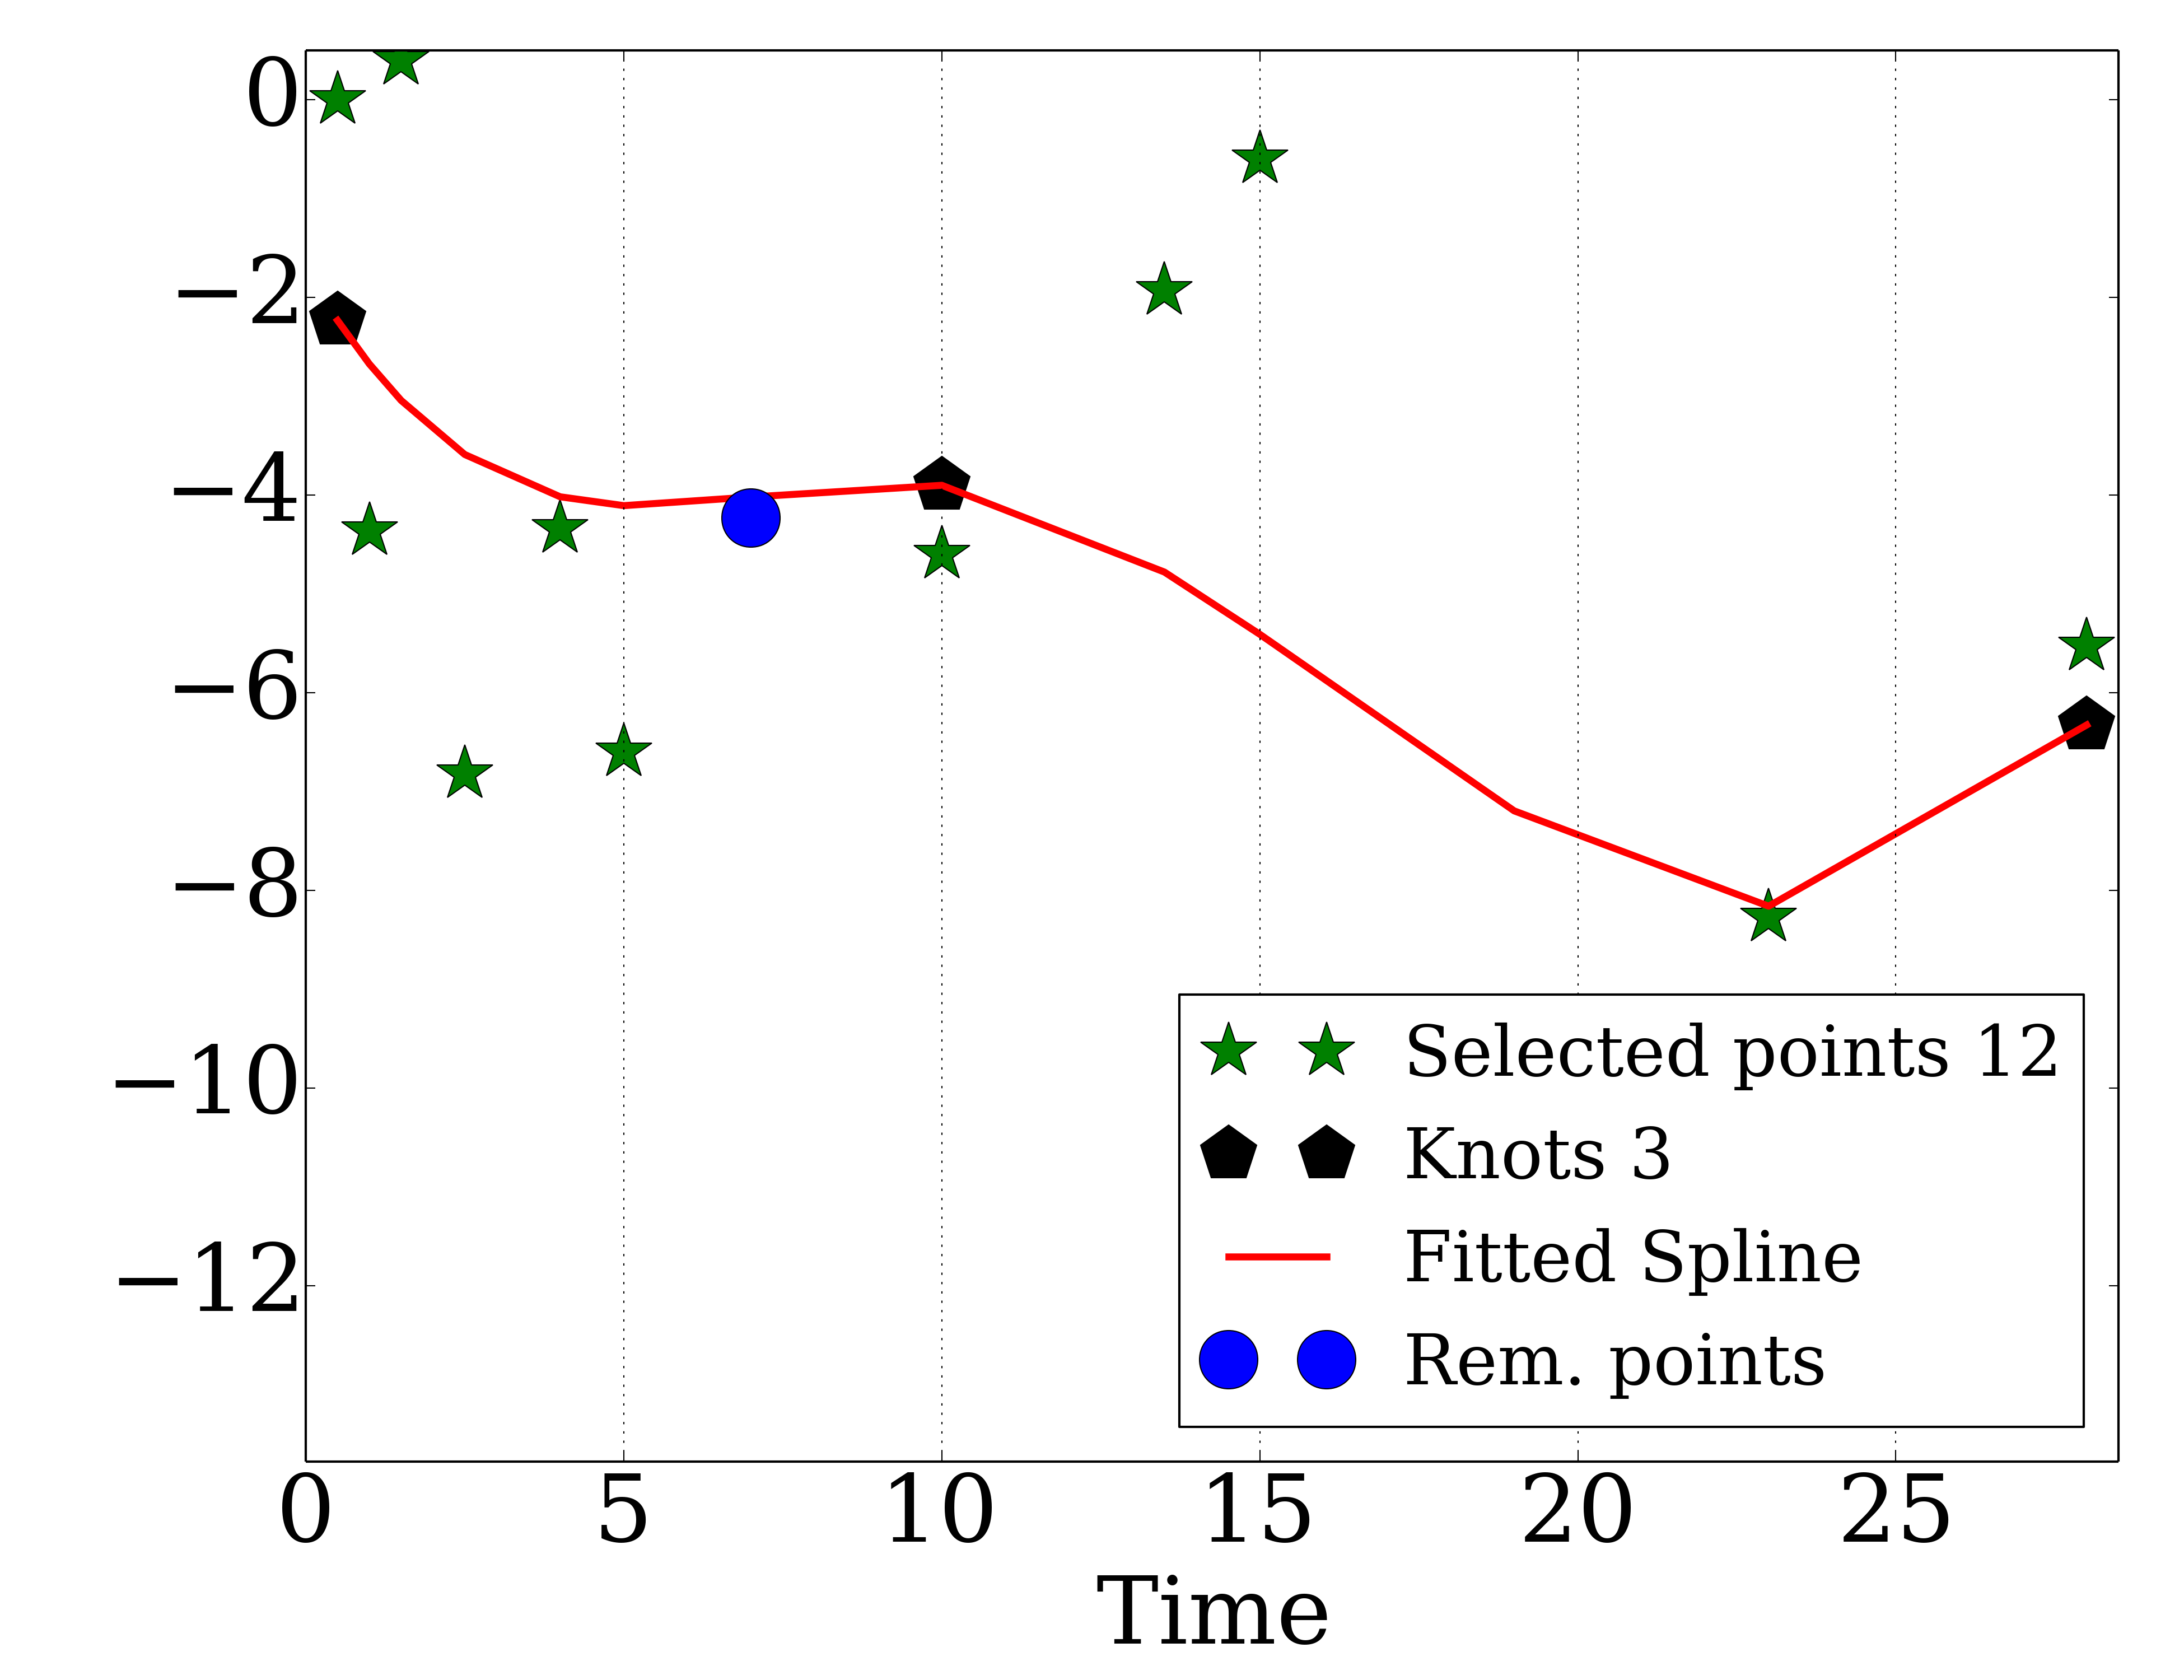 0
−2
−4
−6
−8
−10
−12
0 5 10 15 20 25
Time
Selected points 12
Knots 3
Fitted Spline
Rem. points